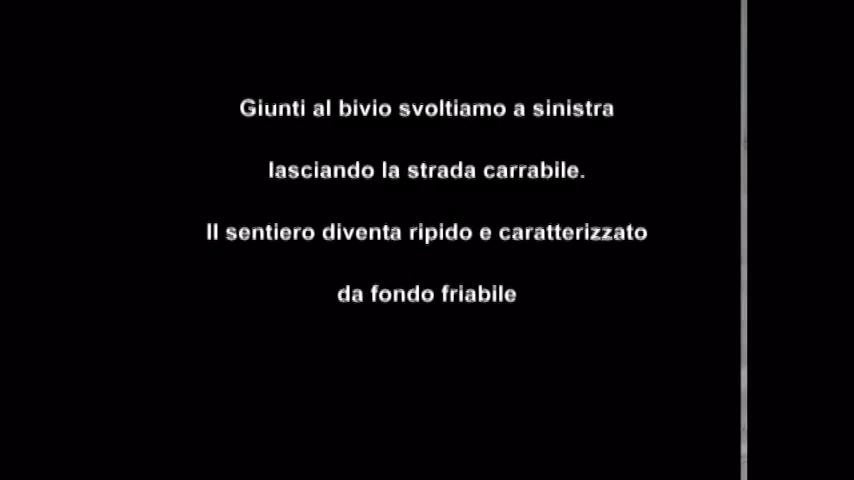 Giunti al bivio svoltiamo a sinistra
lasciando la strada carrabile.
Il sentiero diventa ripido e caratterizzato
da fondo friabile